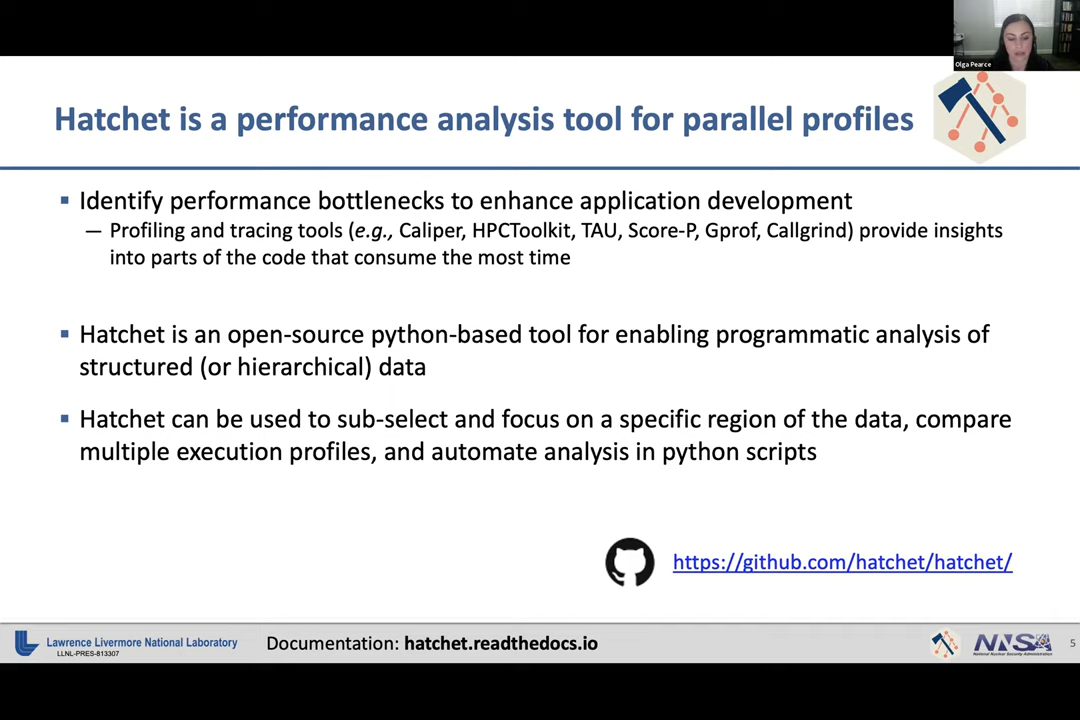 Olga Pearce
Hatchet is a performance analysis tool for parallel profiles
▪ Identify performance bottlenecks to enhance application development
— Profiling and tracing tools (e.g., Caliper, HPCToolkit, TAU, Score-P, Gprof, Callgrind) provide insights
into parts of the code that consume the most time
▪ Hatchet is an open-source python-based tool for enabling programmatic analysis of
structured (or hierarchical) data
▪ Hatchet can be used to sub-select and focus on a specific region of the data, compare
multiple execution profiles, and automate analysis in python scripts
https://github.com/hatchet/hatchet/
Lawrence Livermore National Laboratory
LLNL-PRES-813307
Documentation: hatchet.readthedocs.io
NNSA
National Nuclear Security Administration
5